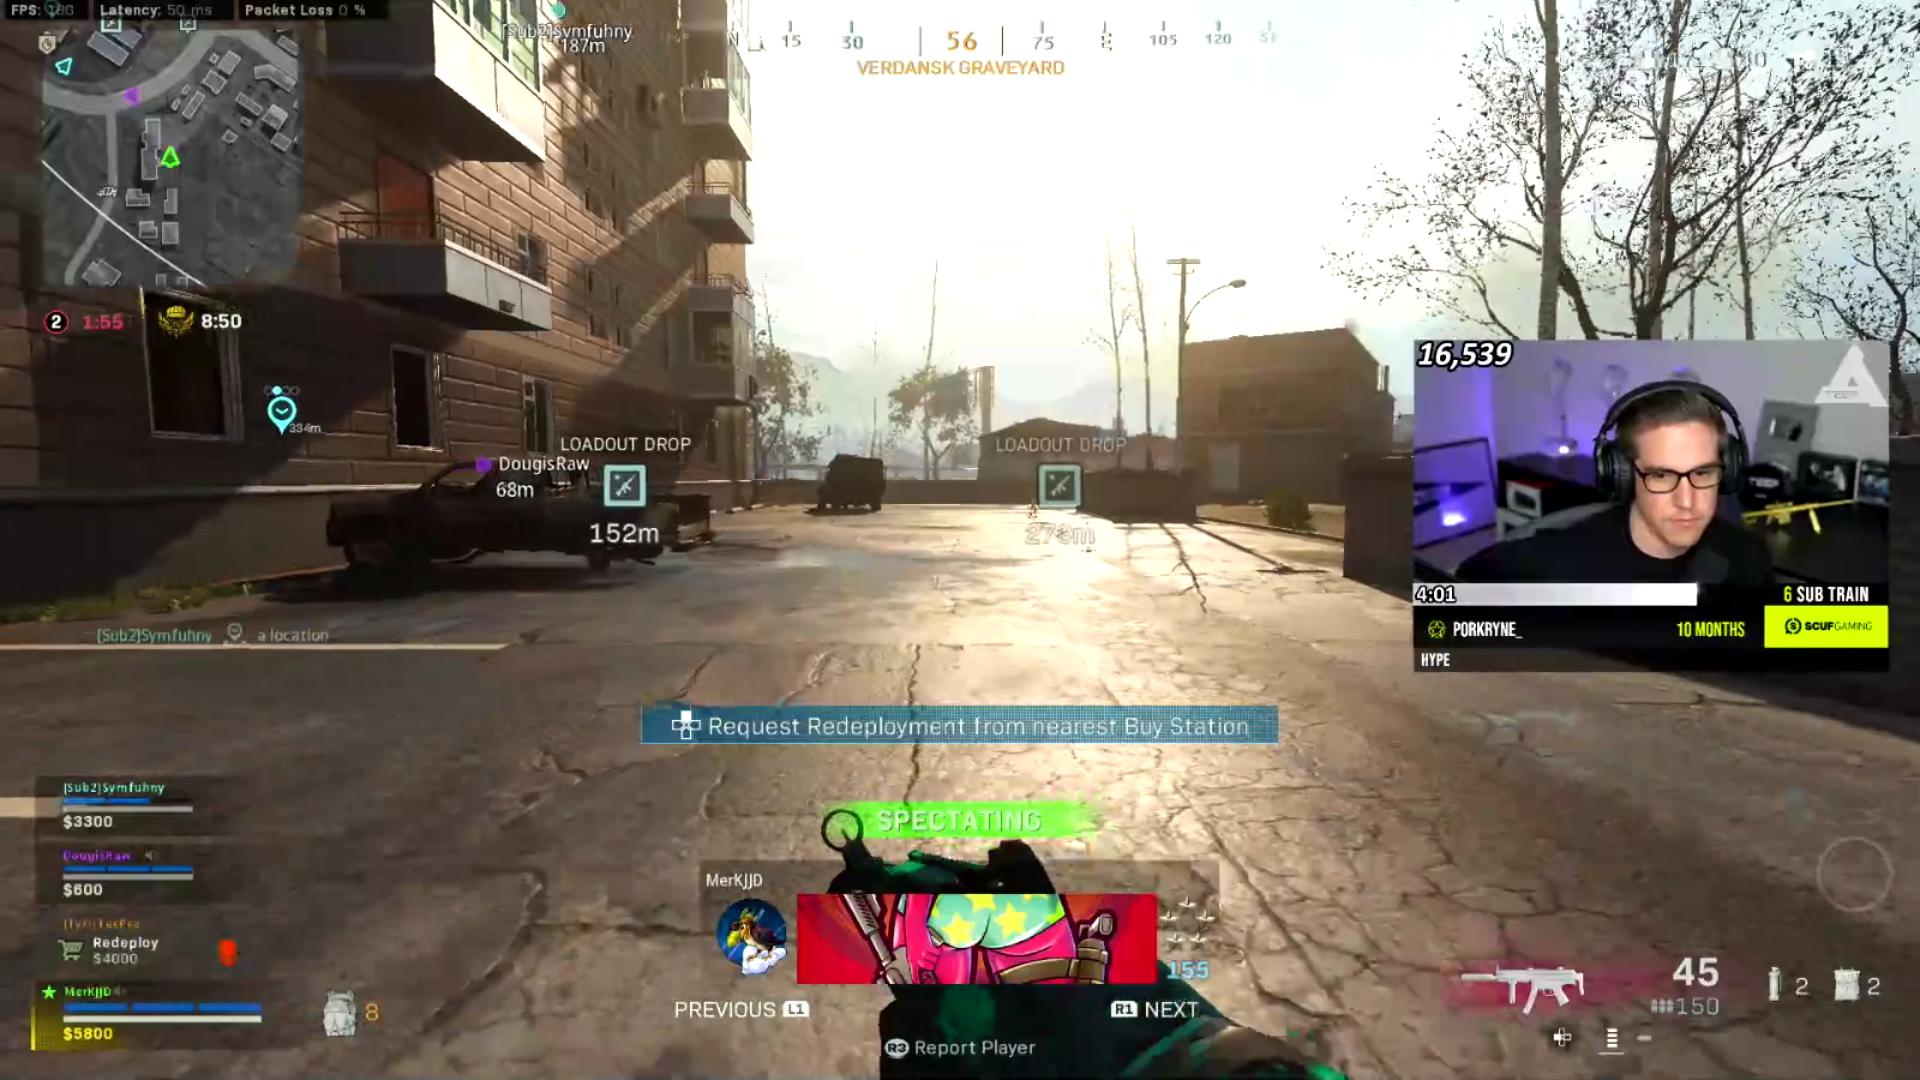 FPS: 180 Latency: 50 ms Packet Loss 0 %
[Sub2]Symfuhny
187m
15 30 56 75 E 105 120
VERDANSK GRAVEYARD
2 1:55 8:50
334m
LOADOUT DROP
DougisRaw
68m
152m
LOADOUT DROP
16,539
4:01
6 SUB TRAIN
PORKRYNE_ 10 MONTHS
SCUFGAMING
HYPE
[Sub2]Symfuhny a location
Request Redeployment from nearest Buy Station
[Sub2]Symfuhny
$3300
DougisRaw
$600
Redeploy
$4000
MerKJJD
$5800
8
SPECTATING
MerKJJD
155
PREVIOUS L1
R1 NEXT
R3 Report Player
45
150
2
2